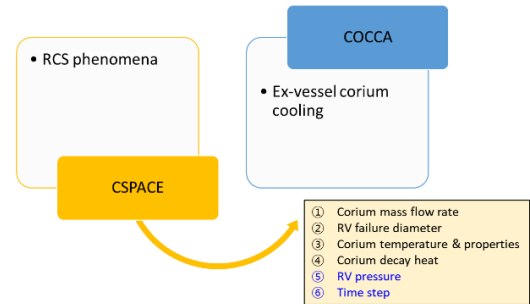 COCCA
• RCS phenomena
• Ex-vessel corium
cooling
CSPACE
① Corium mass flow rate
② RV failure diameter
③ Corium temperature & properties
④ Corium decay heat
⑤ RV pressure
⑥ Time step